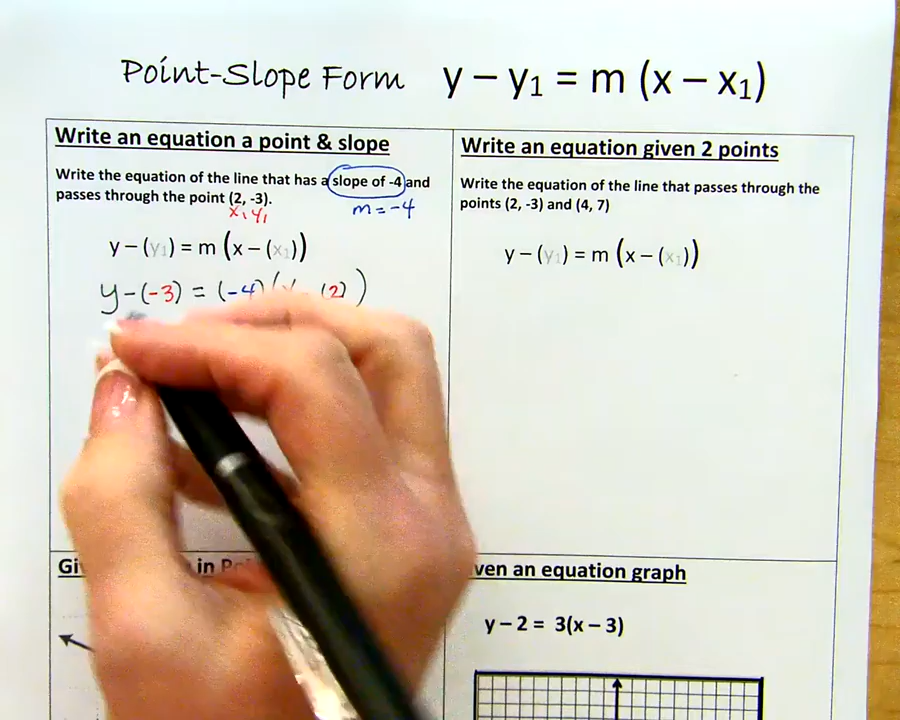 Point-Slope Form y – y₁ = m (x – x₁)
Write an equation a point & slope
Write the equation of the line that has a slope of -4 and
passes through the point (2, -3).
x₁ y₁ m = -4
y – (y₁) = m (x – (x₁))
y - (-3) = (-4) ( (2) )
Write an equation given 2 points
Write the equation of the line that passes through the
points (2, -3) and (4, 7)
y – (y₁) = m (x – (x₁))
in
an equation graph
y – 2 = 3(x – 3)